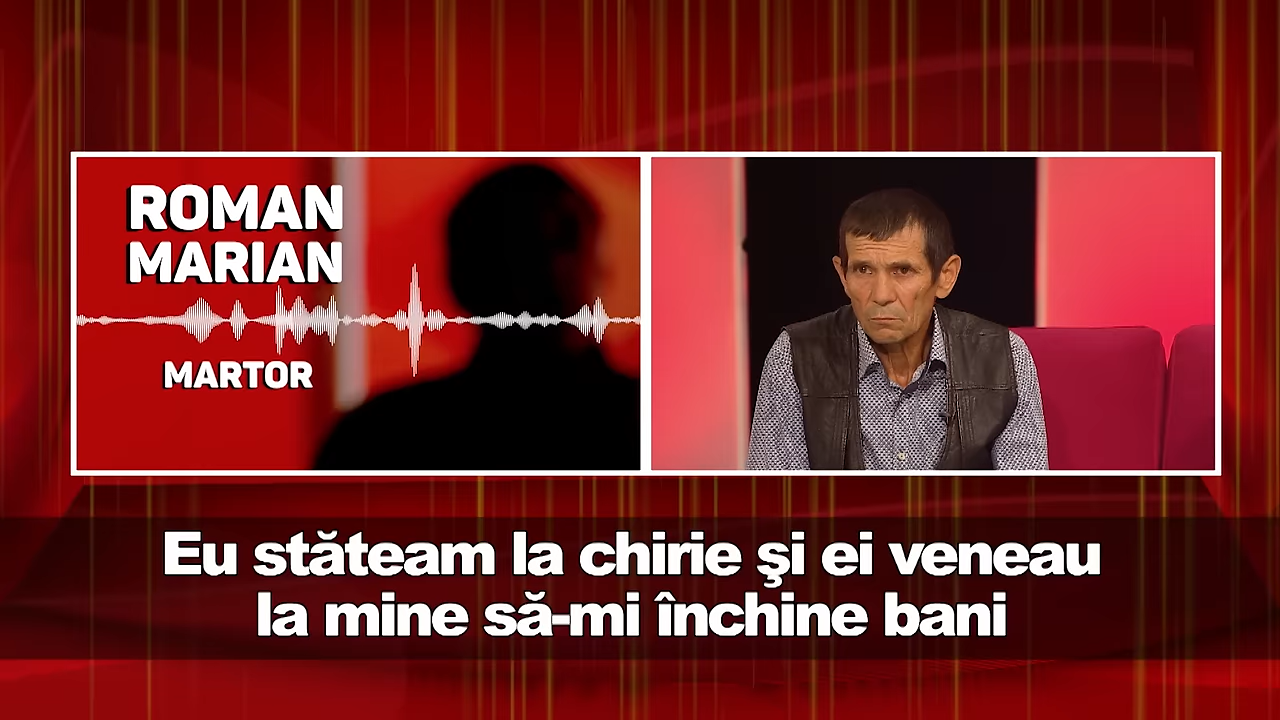 ROMAN
MARIAN
MARTOR
Eu stăteam la chirie şi ei veneau
la mine să-mi închine bani